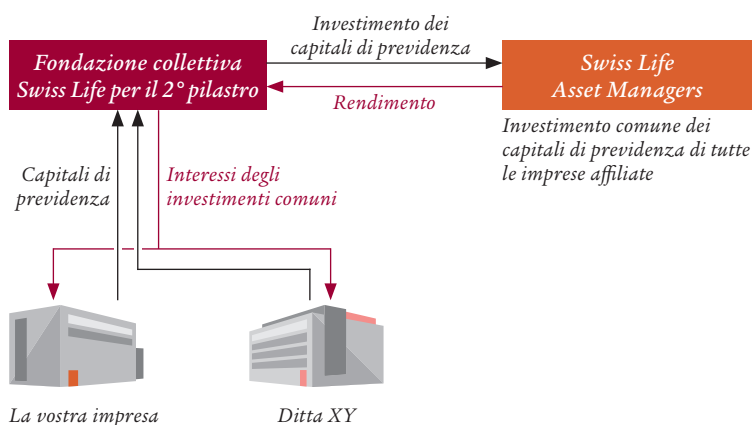 Investimento dei
capitali di previdenza
Fondazione collettiva
Swiss Life per il 2° pilastro
Swiss Life
Asset Managers
Rendimento
Investimento comune dei
capitali di previdenza di tutte
le imprese affiliate
Capitali di
previdenza
Interessi degli
investimenti comuni
La vostra impresa
Ditta XY